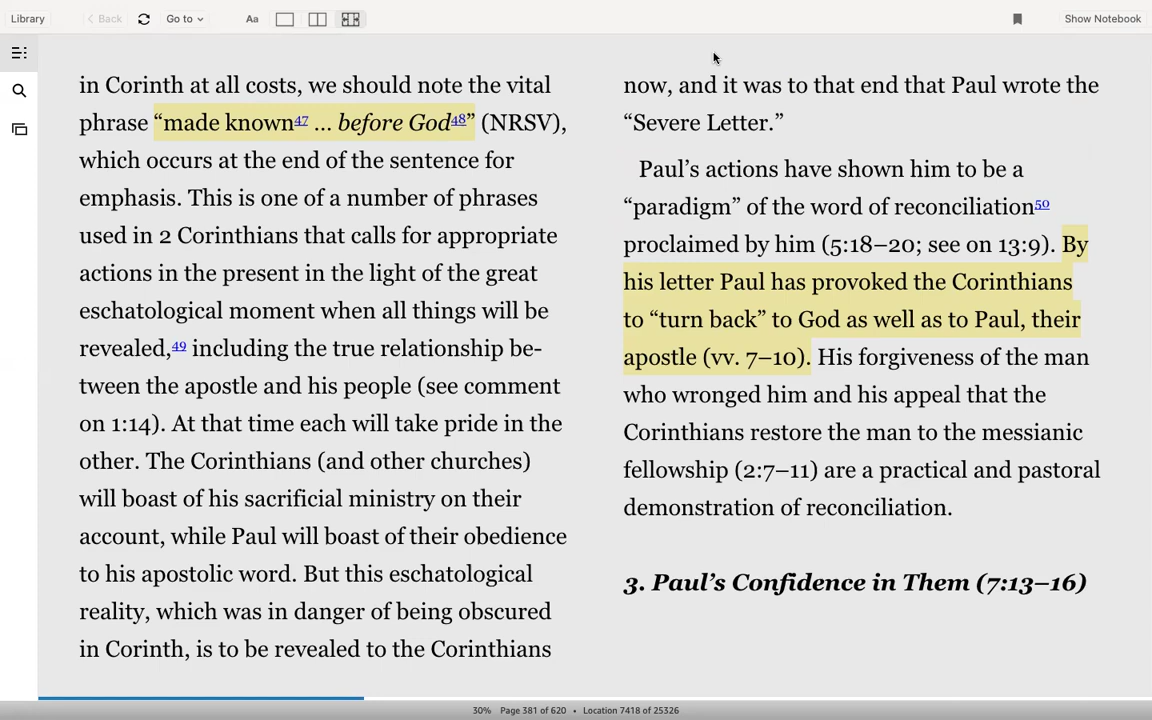 Library
Back
Go to
Aa
Show Notebook
in Corinth at all costs, we should note the vital
phrase “made known47 ... before God48” (NRSV),
which occurs at the end of the sentence for
emphasis. This is one of a number of phrases
used in 2 Corinthians that calls for appropriate
actions in the present in the light of the great
eschatological moment when all things will be
revealed,49 including the true relationship be-
tween the apostle and his people (see comment
on 1:14). At that time each will take pride in the
other. The Corinthians (and other churches)
will boast of his sacrificial ministry on their
account, while Paul will boast of their obedience
to his apostolic word. But this eschatological
reality, which was in danger of being obscured
in Corinth, is to be revealed to the Corinthians
now, and it was to that end that Paul wrote the
“Severe Letter.”
Paul’s actions have shown him to be a
“paradigm” of the word of reconciliation50
proclaimed by him (5:18–20; see on 13:9). By
his letter Paul has provoked the Corinthians
to “turn back” to God as well as to Paul, their
apostle (vv. 7–10). His forgiveness of the man
who wronged him and his appeal that the
Corinthians restore the man to the messianic
fellowship (2:7–11) are a practical and pastoral
demonstration of reconciliation.
3. Paul’s Confidence in Them (7:13–16)
30% Page 381 of 620 • Location 7418 of 25326